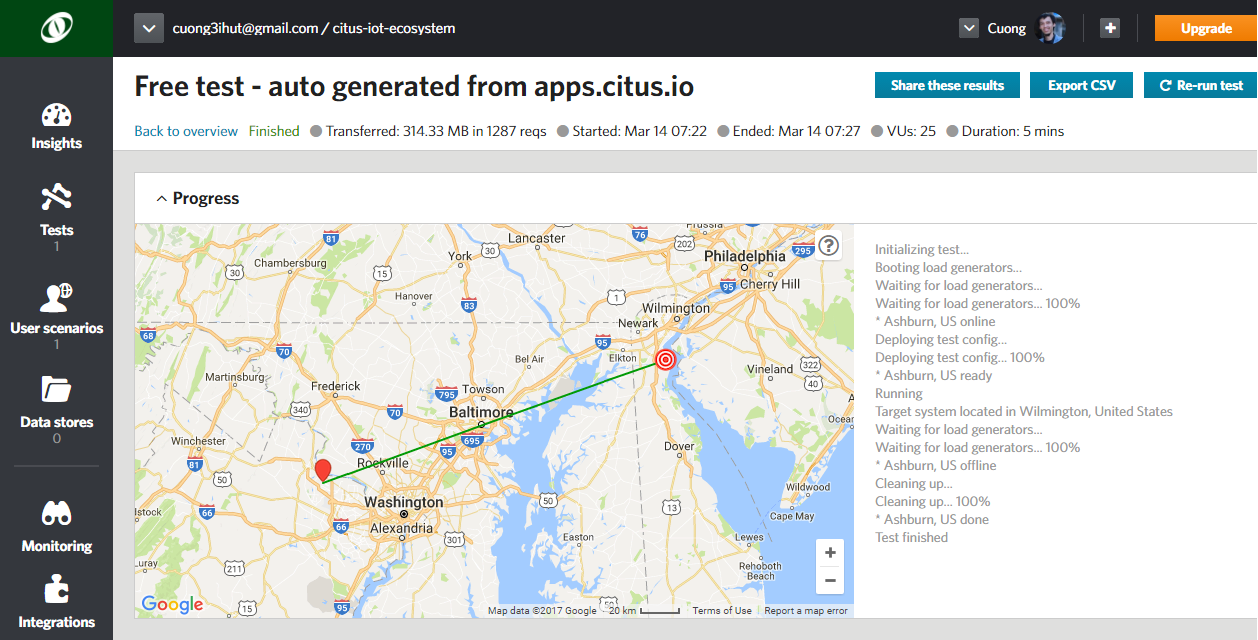 cuong3ihut@gmail.com / citus-iot-ecosystem
Cuong
Upgrade
Free test - auto generated from apps.citus.io
Share these results
Export CSV
Re-run test
Back to overview Finished Transferred: 314.33 MB in 1287 reqs Started: Mar 14 07:22 Ended: Mar 14 07:27 VUs: 25 Duration: 5 mins
Insights
Tests
1
User scenarios
1
Data stores
0
Monitoring
Integrations
Progress
81
Lancaster
76
Prussia
202
York
30
Philadelphia
295
Chambersburg
30
15
Cherry Hill
95
Hanover
83
1
Wilmington
Newark
68
70
95
Bel Air
Elkton
Vineland
322
40
Martinsburg
Frederick
795
Towson
340
70
Baltimore
Ocean
Winchester
270
695
95
81
Rockville
Dover
50
Washington
50
13
Wildwood
66
66
Alexandria
301
Cape May
Easton
Lewes
211
Rehoboth
Beach
Google
15
95
50
Map data ©2017 Google
20 km
Terms of Use
Report a map error
?
+
−
Initializing test...
Booting load generators...
Waiting for load generators...
Waiting for load generators... 100%
* Ashburn, US online
Deploying test config...
Deploying test config... 100%
* Ashburn, US ready
Running
Target system located in Wilmington, United States
Waiting for load generators...
Waiting for load generators... 100%
* Ashburn, US offline
Cleaning up...
Cleaning up... 100%
* Ashburn, US done
Test finished